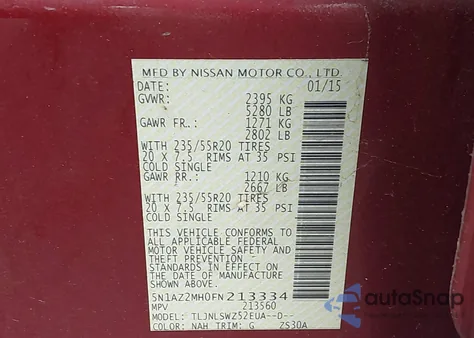 MFD BY NISSAN MOTOR CO., LTD.
DATE: 01/15
GVWR: 2395 KG
5280 LB
GAWR FR.: 1271 KG
2802 LB
WITH 235/55R20 TIRES
20 X 7.5 RIMS AT 35 PSI
COLD SINGLE
GAWR RR.: 1210 KG
2667 LB
WITH 235/55R20 TIRES
20 X 7.5 RIMS AT 35 PSI
COLD SINGLE
THIS VEHICLE CONFORMS TO ALL
APPLICABLE FEDERAL
MOTOR VEHICLE SAFETY AND
THEFT PREVENTION
STANDARDS IN EFFECT ON THE
DATE OF MANUFACTURE
SHOWN ABOVE.
5N1AZ2MH0FN213334
MPV 213560
MODEL: TLJNLSWZ52EUA--D--
COLOR: NAH TRIM: G ZS30A
AutoSnap